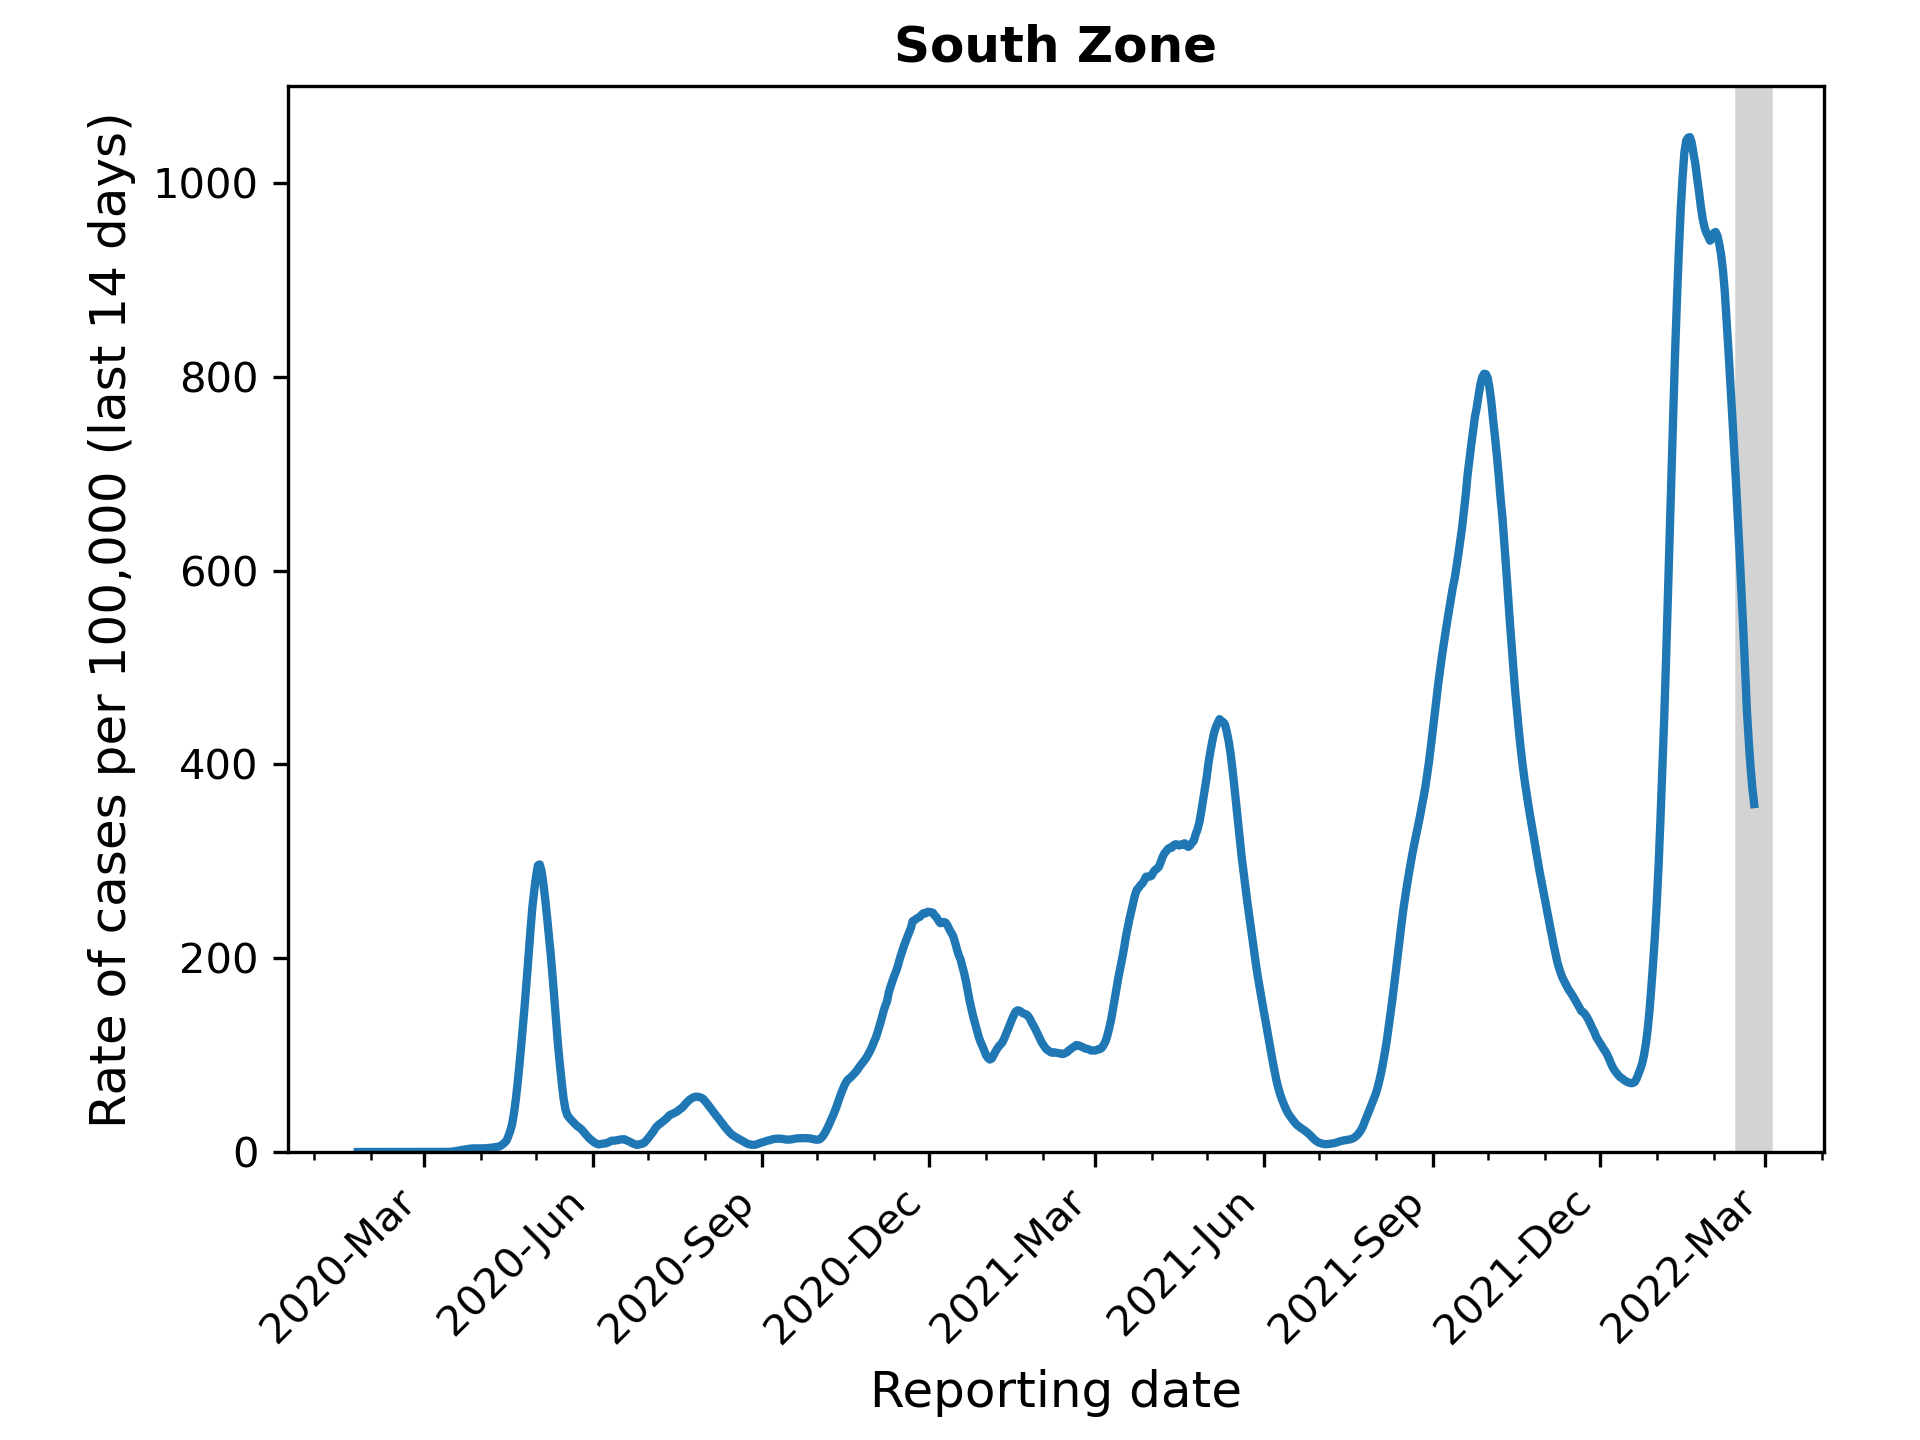 South Zone
Rate of cases per 100,000 (last 14 days)
1000
800
600
400
200
0
2020-Mar
2020-Jun
2020-Sep
2020-Dec
2021-Mar
2021-Jun
2021-Sep
2021-Dec
2022-Mar
Reporting date